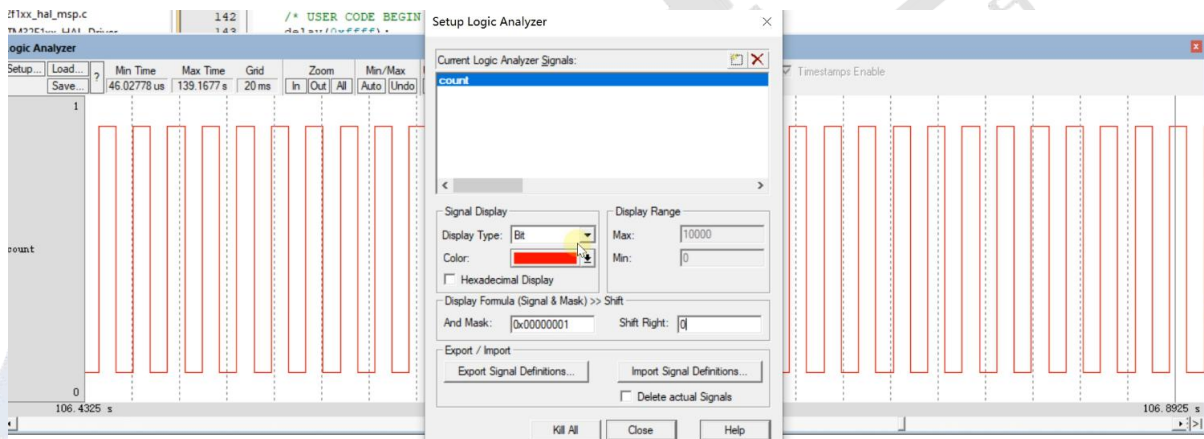 2f1xx_hal_msp.c
142 /* USER CODE BEGIN
Setup Logic Analyzer
143 delay(0xffff);
Logic Analyzer
Setup... Load... Save... ?
Min Time Max Time Grid Zoom Min/Max
46.02778 us 139.1677 s 20 ms In Out All Auto Undo
Timestamps Enable
Current Logic Analyzer Signals:
count
1
count
0
106.4325 s
106.8925 s
Signal Display
Display Type: Bit
Color:
Hexadecimal Display
Display Range
Max: 10000
Min: 0
Display Formula (Signal & Mask) >> Shift
And Mask: 0x00000001 Shift Right: 0
Export / Import
Export Signal Definitions... Import Signal Definitions...
Delete actual Signals
Kill All Close Help